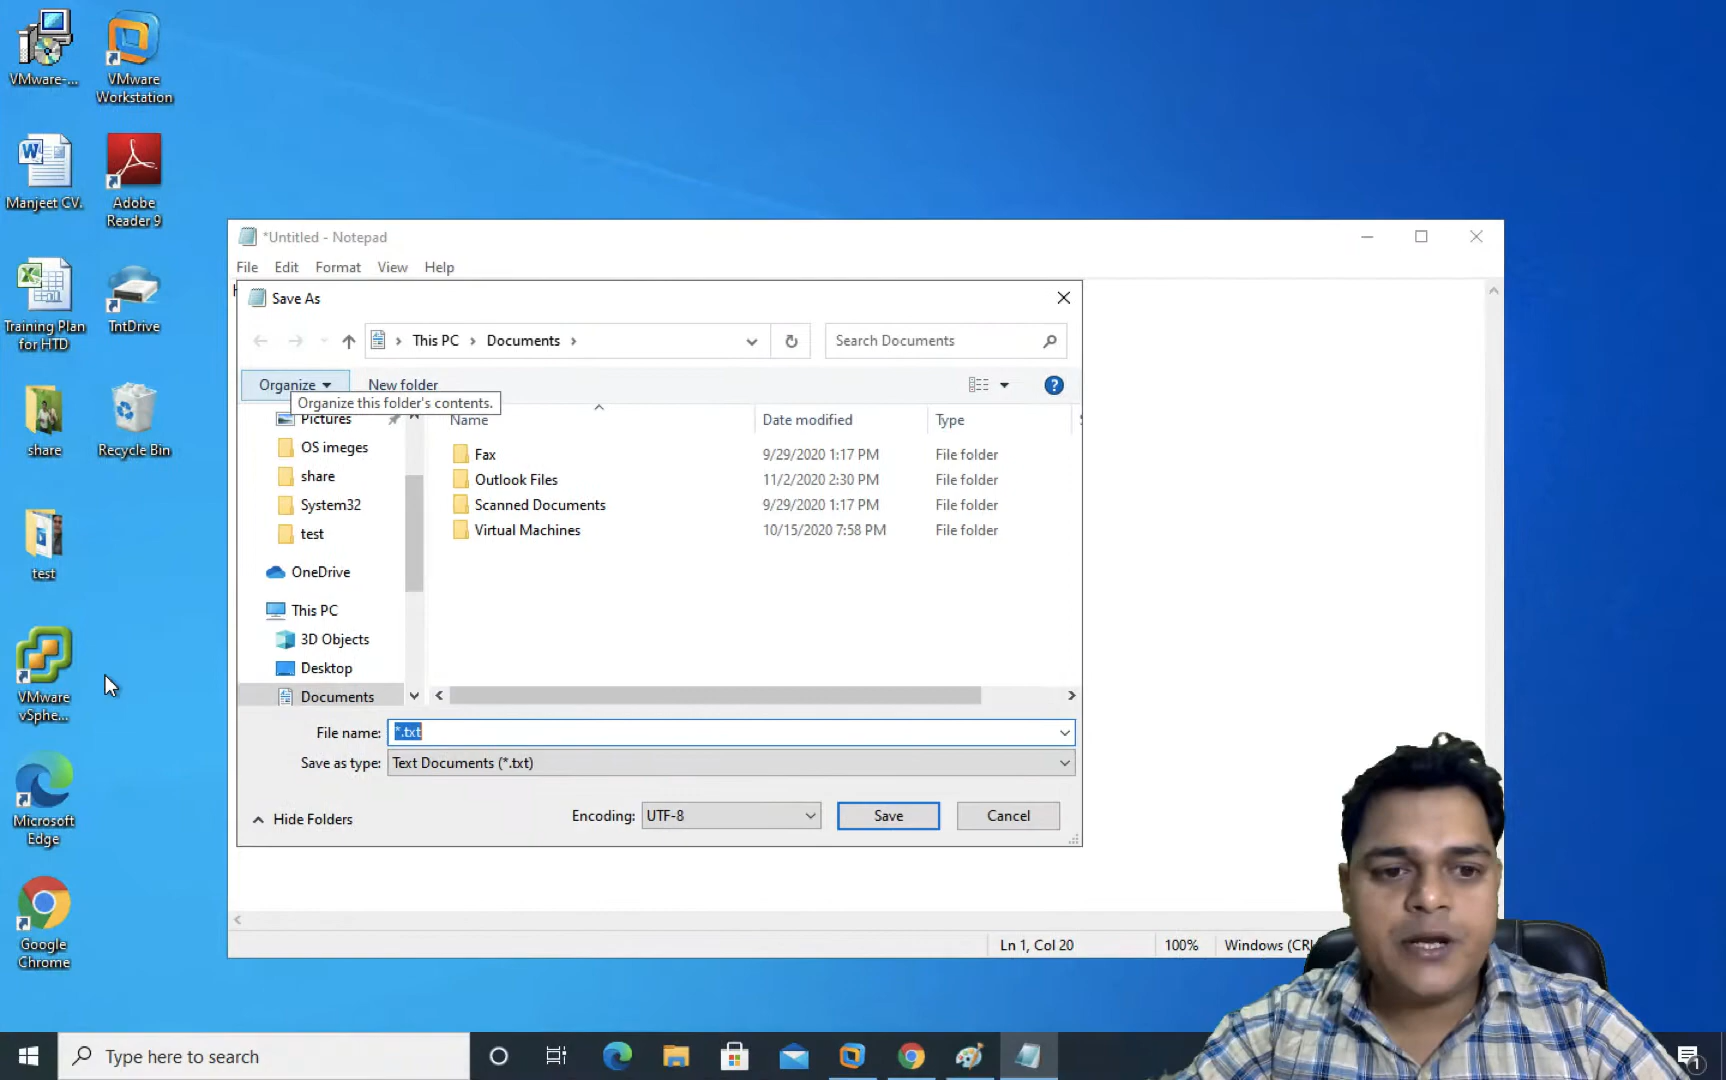 VMware-...
VMware
Workstation
Manjeet CV.
Adobe
Reader 9
Training Plan
for HTD
TntDrive
share
Recycle Bin
test
VMware
vSphe...
Microsoft
Edge
Google
Chrome
*Untitled - Notepad
File Edit Format View Help
Save As
This PC > Documents >
Search Documents
Organize New folder
Organize this folder's contents.
Pictures
OS images
share
System32
test
OneDrive
This PC
3D Objects
Desktop
Documents
Name Date modified Type
Fax 9/29/2020 1:17 PM File folder
Outlook Files 11/2/2020 2:30 PM File folder
Scanned Documents 9/29/2020 1:17 PM File folder
Virtual Machines 10/15/2020 7:58 PM File folder
File name: *.txt
Save as type: Text Documents (*.txt)
Hide Folders
Encoding: UTF-8
Save
Cancel
Ln 1, Col 20 100% Windows (CRL
Type here to search
1